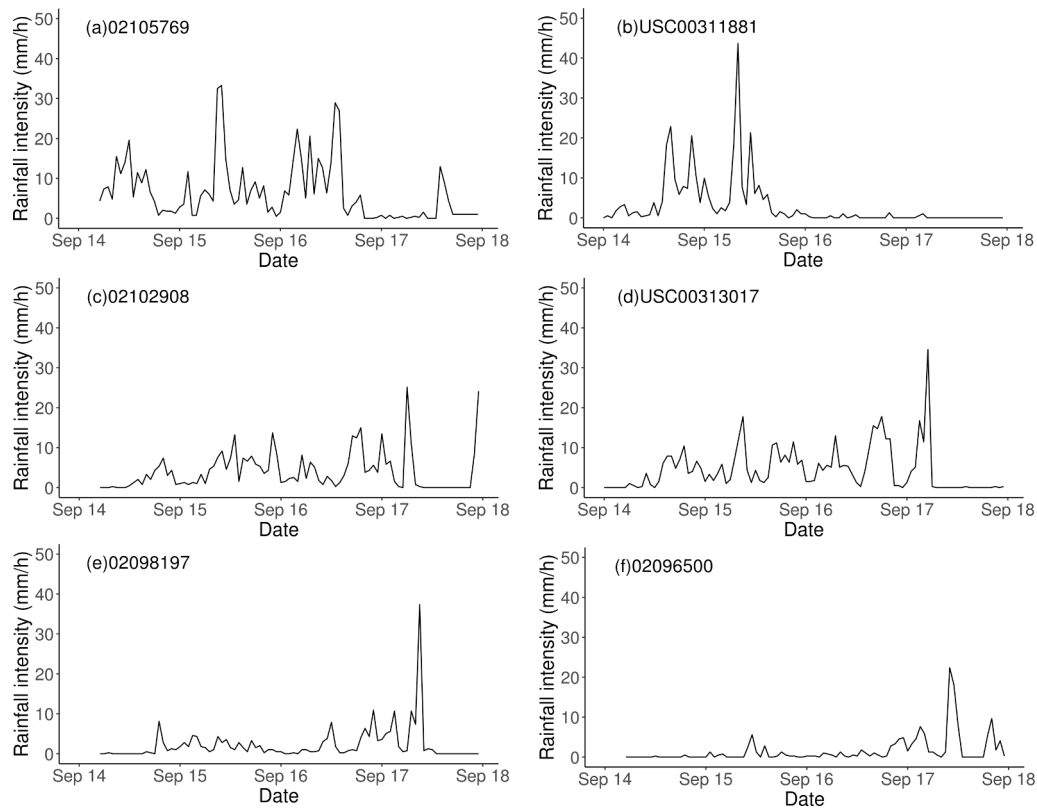 (a)02105769
Rainfall intensity (mm/h)
50
40
30
20
10
0
Sep 14 Sep 15 Sep 16 Sep 17 Sep 18
Date
(b)USC00311881
Rainfall intensity (mm/h)
50
40
30
20
10
0
Sep 14 Sep 15 Sep 16 Sep 17 Sep 18
Date
(c)02102908
Rainfall intensity (mm/h)
50
40
30
20
10
0
Sep 14 Sep 15 Sep 16 Sep 17 Sep 18
Date
(d)USC00313017
Rainfall intensity (mm/h)
50
40
30
20
10
0
Sep 14 Sep 15 Sep 16 Sep 17 Sep 18
Date
(e)02098197
Rainfall intensity (mm/h)
50
40
30
20
10
0
Sep 14 Sep 15 Sep 16 Sep 17 Sep 18
Date
(f)02096500
Rainfall intensity (mm/h)
50
40
30
20
10
0
Sep 14 Sep 15 Sep 16 Sep 17 Sep 18
Date